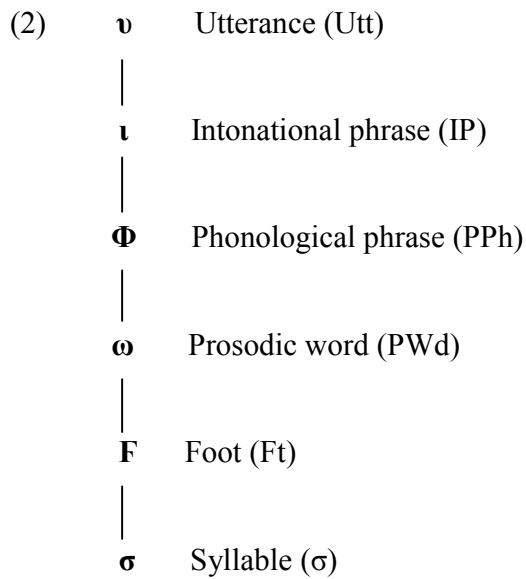 (2) υ Utterance (Utt)
ι Intonational phrase (IP)
Φ Phonological phrase (PPh)
ω Prosodic word (PWd)
F Foot (Ft)
σ Syllable (σ)